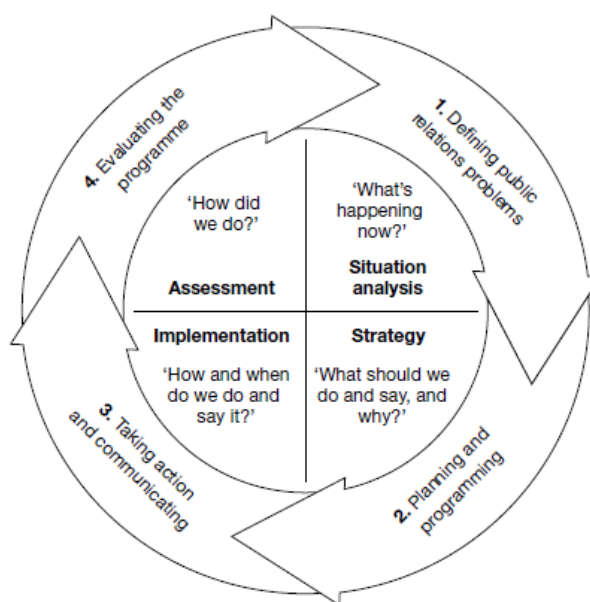 1. Defining public
relations problems
'What's
happening
now?'
Situation
analysis
2. Planning and
programming
Strategy
'What should we
do and say, and
why?'
3. Taking action
and communicating
Implementation
'How and when
do we do and
say it?'
4. Evaluating the
programme
'How did
we do?'
Assessment